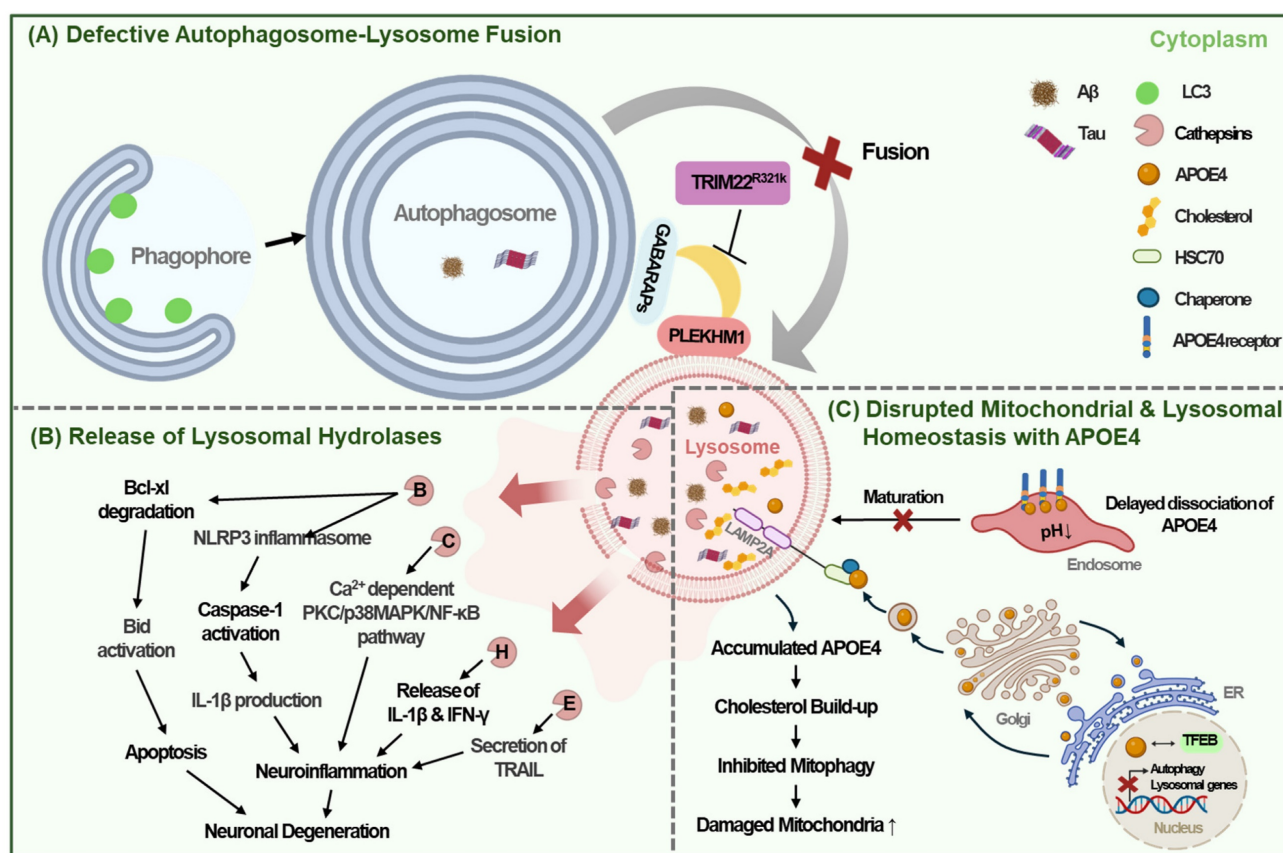 (A) Defective Autophagosome-Lysosome Fusion
Cytoplasm
Aβ
LC3
Tau
Cathepsins
APOE4
Cholesterol
HSC70
Chaperone
APOE4 receptor
Phagophore
Autophagosome
GABARAPs
TRIM22R321k
PLEKHM1
Fusion
(B) Release of Lysosomal Hydrolases
B
Bcl-xl
degradation
NLRP3 inflammasome
C
Ca2+ dependent
PKC/p38MAPK/NF-κB
pathway
Caspase-1
activation
Bid
activation
H
Release of
IL-1β & IFN-γ
IL-1β production
E
Secretion of
TRAIL
Apoptosis
Neuroinflammation
Neuronal Degeneration
Lysosome
LAMP2A
(C) Disrupted Mitochondrial & Lysosomal
Homeostasis with APOE4
Maturation
pH↓
Endosome
Delayed dissociation of
APOE4
Accumulated APOE4
Cholesterol Build-up
Inhibited Mitophagy
Damaged Mitochondria ↑
Golgi
ER
TFEB
Autophagy
Lysosomal genes
Nucleus